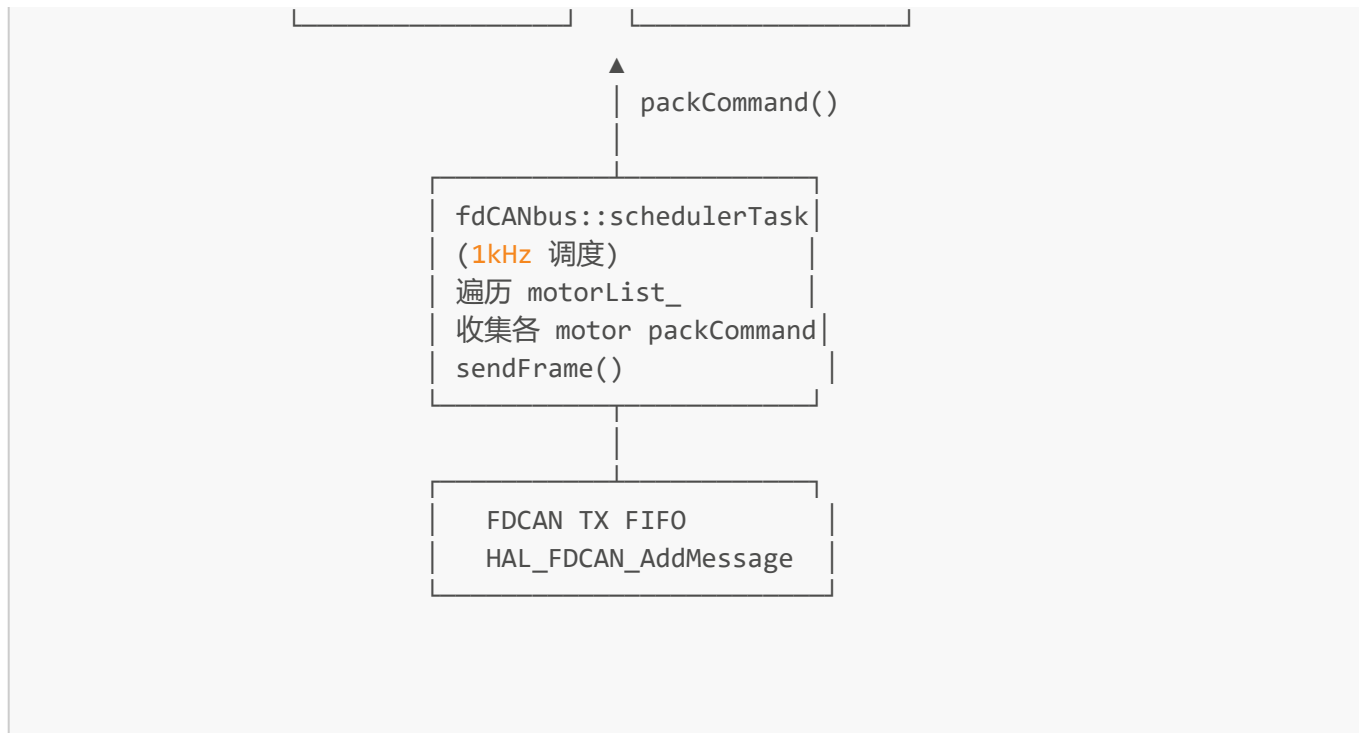 packCommand()
fdCANbus::schedulerTask
(1kHz 调度)
遍历 motorList_
收集各 motor packCommand
sendFrame()
FDCAN TX FIFO
HAL_FDCAN_AddMessage